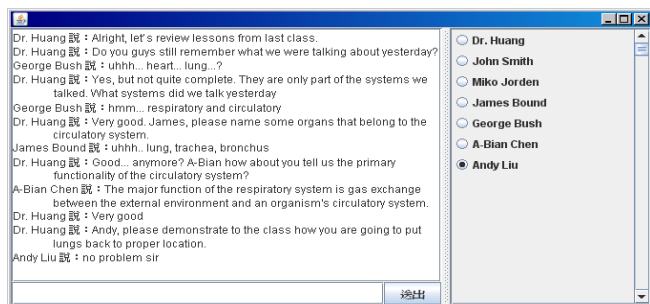 Dr. Huang 說：Alright, let's review lessons from last class.
Dr. Huang 說：Do you guys still remember what we were talking about yesterday?
George Bush 說：uhhh... heart... lung...?
Dr. Huang 說：Yes, but not quite complete. They are only part of the systems we
talked. What systems did we talk yesterday
George Bush 說：hmm... respiratory and circulatory
Dr. Huang 說：Very good. James, please name some organs that belong to the
circulatory system.
James Bound 說：uhhh.. lung, trachea, bronchus
Dr. Huang 說：Good... anymore? A-Bian how about you tell us the primary
functionality of the circulatory system?
A-Bian Chen 說：The major function of the respiratory system is gas exchange
between the external environment and an organism's circulatory system.
Dr. Huang 說：Very good
Dr. Huang 說：Andy, please demonstrate to the class how you are going to put
lungs back to proper location.
Andy Liu 說：no problem sir
送出
Dr. Huang
John Smith
Miko Jorden
James Bound
George Bush
A-Bian Chen
Andy Liu